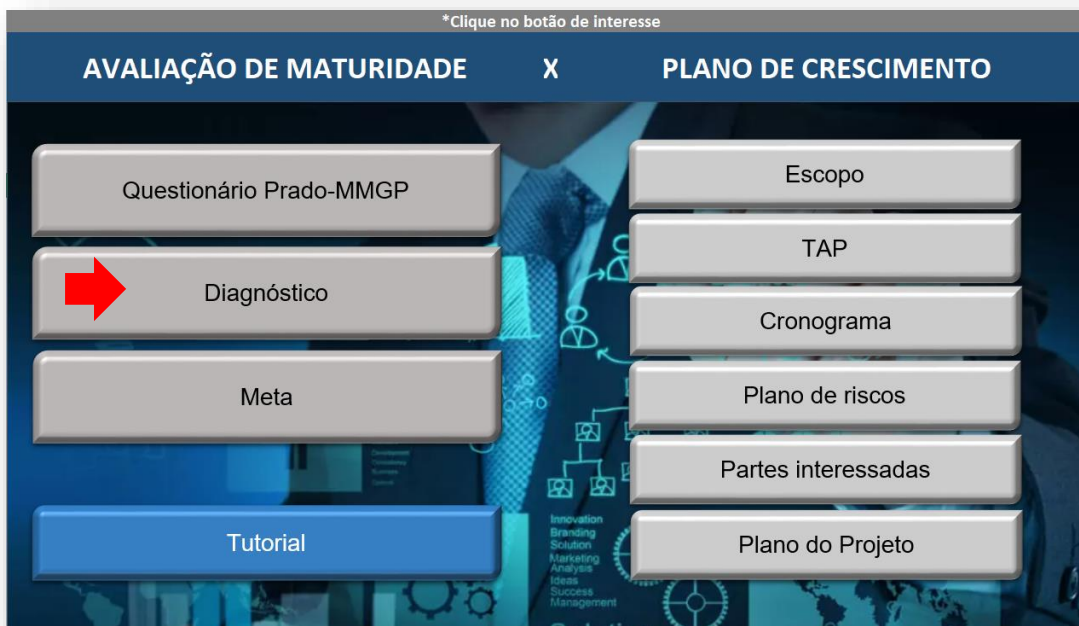 *Clique no botão de interesse
AVALIAÇÃO DE MATURIDADE X PLANO DE CRESCIMENTO
Questionário Prado-MMGP
Diagnóstico
Meta
Tutorial
Escopo
TAP
Cronograma
Plano de riscos
Partes interessadas
Plano do Projeto
Innovation
Branding
Solution
Marketing
Analysis
Ideas
Success
Management